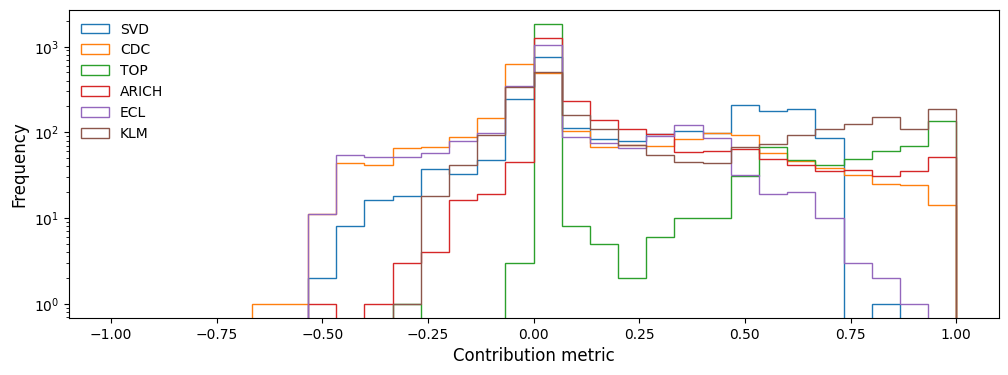 SVD
CDC
TOP
ARICH
ECL
KLM
10³
10²
10¹
10⁰
Frequency
−1.00 −0.75 −0.50 −0.25 0.00 0.25 0.50 0.75 1.00
Contribution metric